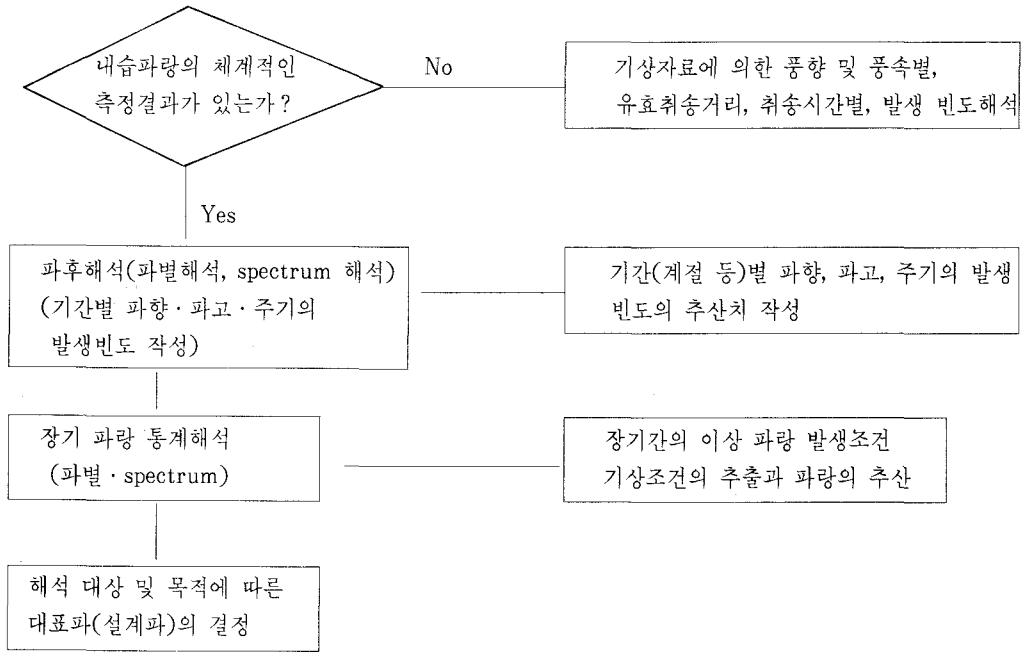 내습파랑의 체계적인
측정결과가 있는가?
No
기상자료에 의한 풍향 및 풍속별,
유효취송거리, 취송시간별, 발생 빈도해석
Yes
파후해석(파별해석, spectrum 해석)
(기간별 파향·파고·주기의
발생빈도 작성)
기간(계절 등)별 파향, 파고, 주기의 발생
빈도의 추산치 작성
장기 파랑 통계해석
(파별·spectrum)
장기간의 이상 파랑 발생조건
기상조건의 추출과 파랑의 추산
해석 대상 및 목적에 따른
대표파(설계파)의 결정